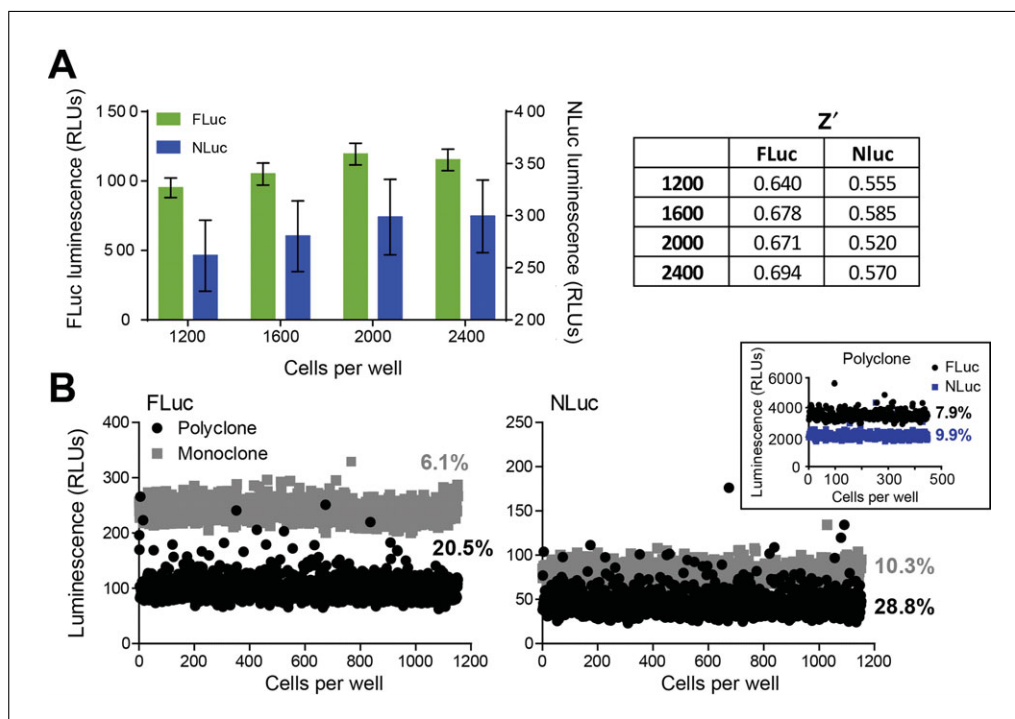 A
FLuc luminescence (RLUs)
1500
1000
500
0
FLuc
NLuc
400
350
300
250
200
NLuc luminescence (RLUs)
1200 1600 2000 2400
Cells per well
Z′
FLuc Nluc
1200 0.640 0.555
1600 0.678 0.585
2000 0.671 0.520
2400 0.694 0.570
B
FLuc
Luminescence (RLUs)
400
300
200
100
0
Polyclone
Monoclone
6.1%
20.5%
0 200 400 600 800 1000 1200
Cells per well
NLuc
250
200
150
100
50
0
10.3%
28.8%
0 200 400 600 800 1000 1200
Cells per well
Polyclone
Luminescence (RLUs)
6000
4000
2000
0
FLuc
NLuc
7.9%
9.9%
0 100 200 300 400 500
Cells per well